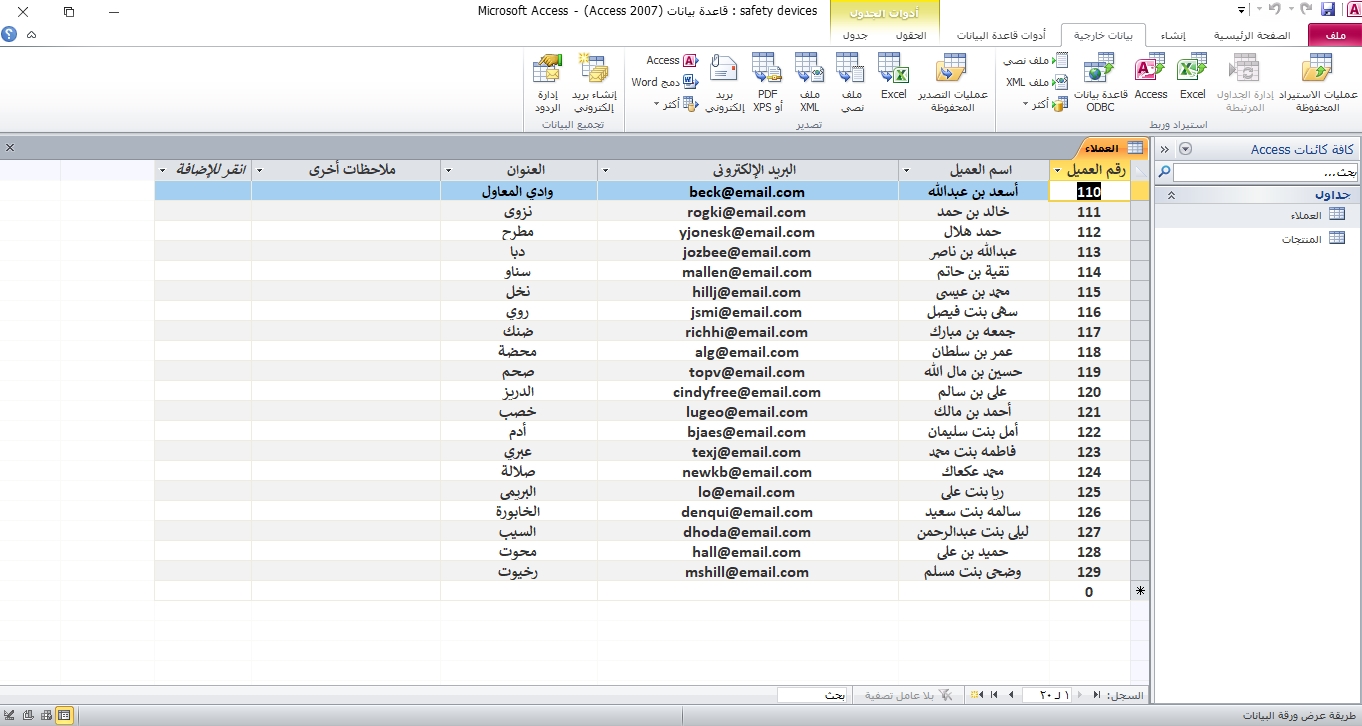 safety devices : قاعدة بيانات (Access 2007) - Microsoft Access
أدوات الجدول
ملف
الصفحة الرئيسية
إنشاء
بيانات خارجية
أدوات قاعدة البيانات
الحقول
جدول
عمليات الاستيراد المحفوظة
إدارة الجداول المرتبطة
Excel
Access
قاعدة بيانات ODBC
ملف نصي
ملف XML
أكثر
استيراد وربط
عمليات التصدير المحفوظة
Excel
ملف نصي
ملف XML
PDF أو XPS
بريد إلكتروني
Access
دمج Word
أكثر
تصدير
إنشاء بريد إلكتروني
إدارة الردود
تجميع البيانات
كافة كائنات Access
بحث...
جداول
العملاء
المنتجات
العملاء
رقم العميل اسم العميل البريد الإلكترونى العنوان ملاحظات أخرى انقر للإضافة
110 أسعد بن عبدالله beck@email.com وادي المعاول
111 خالد بن حمد rogki@email.com نزوى
112 حمد هلال yjonesk@email.com مطرح
113 عبدالله بن ناصر jozbee@email.com دبا
114 تقية بن حاتم mallen@email.com سناو
115 محمد بن عيسى hillj@email.com نخل
116 سهى بنت فيصل jsmi@email.com روي
117 جمعه بن مبارك richhi@email.com ضنك
118 عمر بن سلطان alg@email.com محضة
119 حسين بن مال الله topv@email.com صحم
120 على بن سالم cindyfree@email.com الدريز
121 أحمد بن مالك lugeo@email.com خصب
122 أمل بنت سليمان bjaes@email.com أدم
123 فاطمه بنت محمد texj@email.com عبري
124 محمد عكعاك newkb@email.com صلالة
125 ريا بنت على lo@email.com البريمى
126 سالمه بنت سعيد denqui@email.com الخابورة
127 ليلى بنت عبدالرحمن dhoda@email.com السيب
128 حميد بن على hall@email.com محوت
129 وضحى بنت مسلم mshill@email.com رخيوت
0
السجل: ١ لـ ٢٠ بلا عامل تصفية بحث
طريقة عرض ورقة البيانات